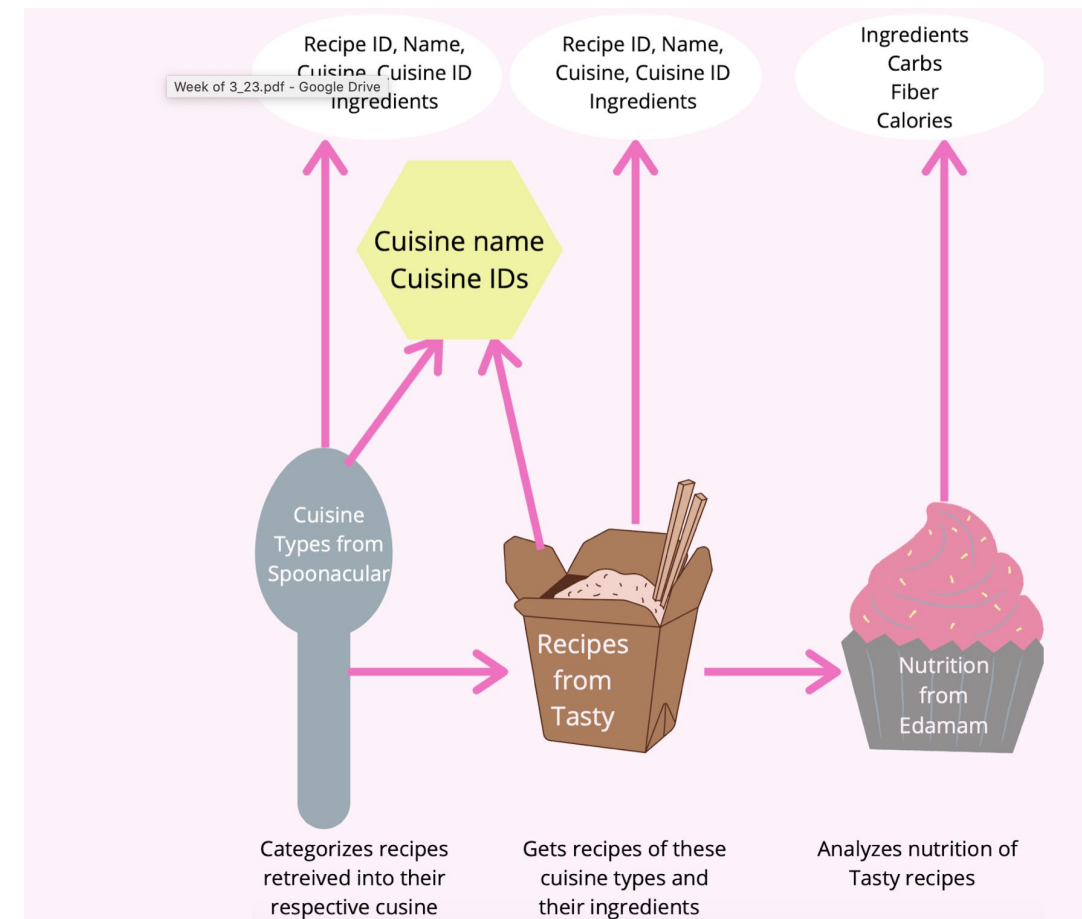 Recipe ID, Name,
Cuisine, Cuisine ID
Ingredients
Week of 3_23.pdf - Google Drive
Recipe ID, Name,
Cuisine, Cuisine ID
Ingredients
Ingredients
Carbs
Fiber
Calories
Cuisine name
Cuisine IDs
Cuisine
Types from
Spoonacular
Recipes
from
Tasty
Nutrition
from
Edamam
Categorizes recipes
retreived into their
respective cusine
Gets recipes of these
cuisine types and
their ingredients
Analyzes nutrition of
Tasty recipes